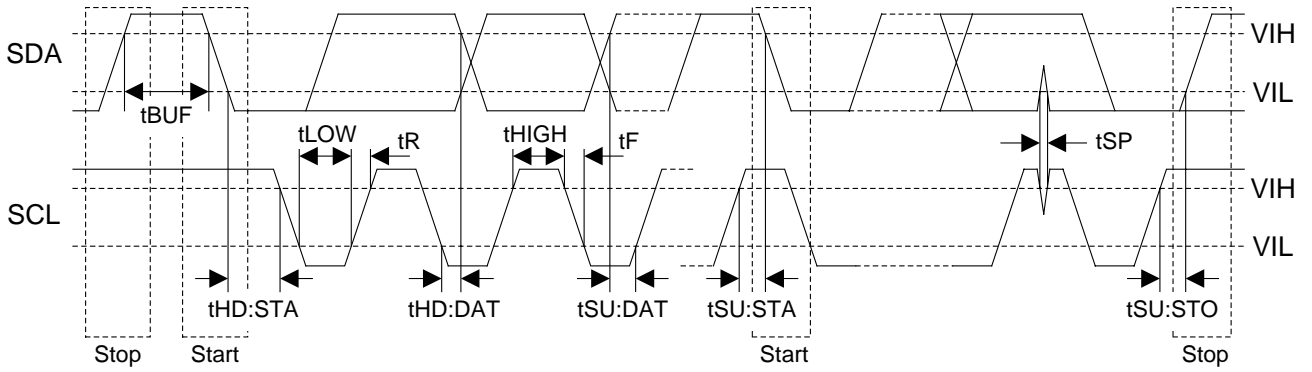 SDA
VIH
VIL
tBUF
tLOW
tR
tHIGH
tF
tSP
SCL
VIH
VIL
tHD:STA
tHD:DAT
tSU:DAT
tSU:STA
tSU:STO
Stop
Start
Start
Stop